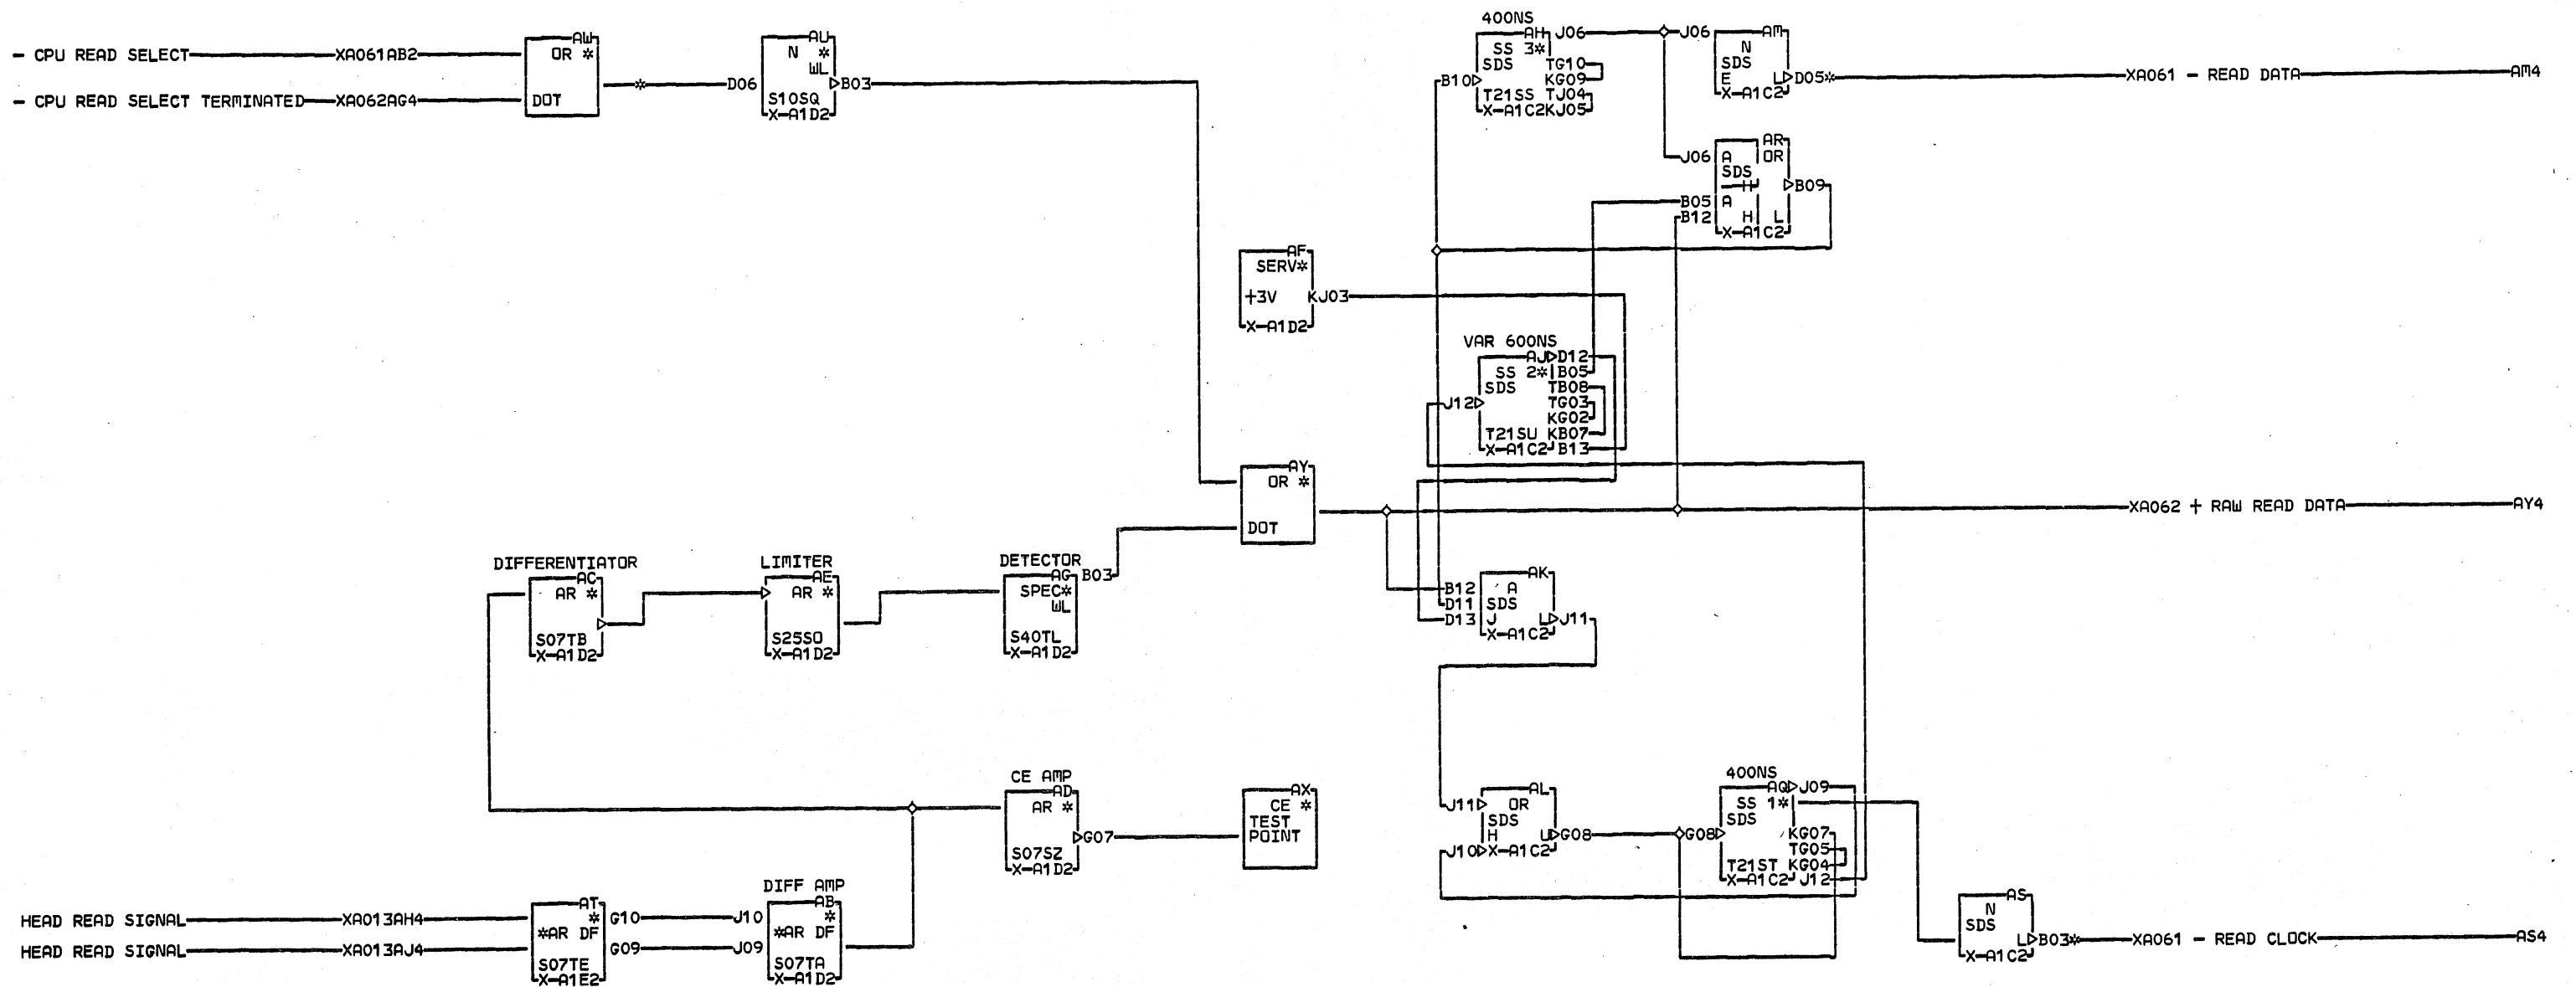 - CPU READ SELECT XA061AB2
- CPU READ SELECT TERMINATED XA062AG4
AW
OR *
DOT
* D06
AU
N *
WL
B03
S10SQ
X-A1D2
400NS
AH J06
SS 3*
SDS TG10
B10 KG09
T21SS TJ04
X-A1C2 KJ05
J06 AM
N
SDS
E L D05* XA061 - READ DATA AM4
X-A1C2
AR
J06 A OR
SDS
H B09
B05 A
B12 H L
X-A1C2
AF
SERV*
+3V KJ03
X-A1D2
VAR 600NS
AJ D12
SS 2* B05
SDS TB08
J12 TG03
KG02
T21SU KB07
X-A1C2 B13
AY
OR *
DOT
XA062 + RAW READ DATA AY4
DIFFERENTIATOR
AC
AR *
S07TB
X-A1D2
LIMITER
AE
AR *
S25SO
X-A1D2
DETECTOR
AG B03
SPEC*
WL
S40TL
X-A1D2
AK
B12 A
D11 SDS
D13 J L J11
X-A1C2
CE AMP
AD
AR *
G07
S07SZ
X-A1D2
AX
CE *
TEST
POINT
AL
J11 OR
SDS
H L G08
J10 X-A1C2
400NS
AQ J09
SS 1*
SDS
G08 KG07
TG05
T21ST KG04
X-A1C2 J12
HEAD READ SIGNAL XA013AH4
HEAD READ SIGNAL XA013AJ4
AT
* G10
*AR DF
G09
S07TE
X-A1E2
DIFF AMP
AB
J10 *
*AR DF
J09
S07TA
X-A1D2
AS
N
SDS
L B03* XA061 - READ CLOCK AS4
X-A1C2